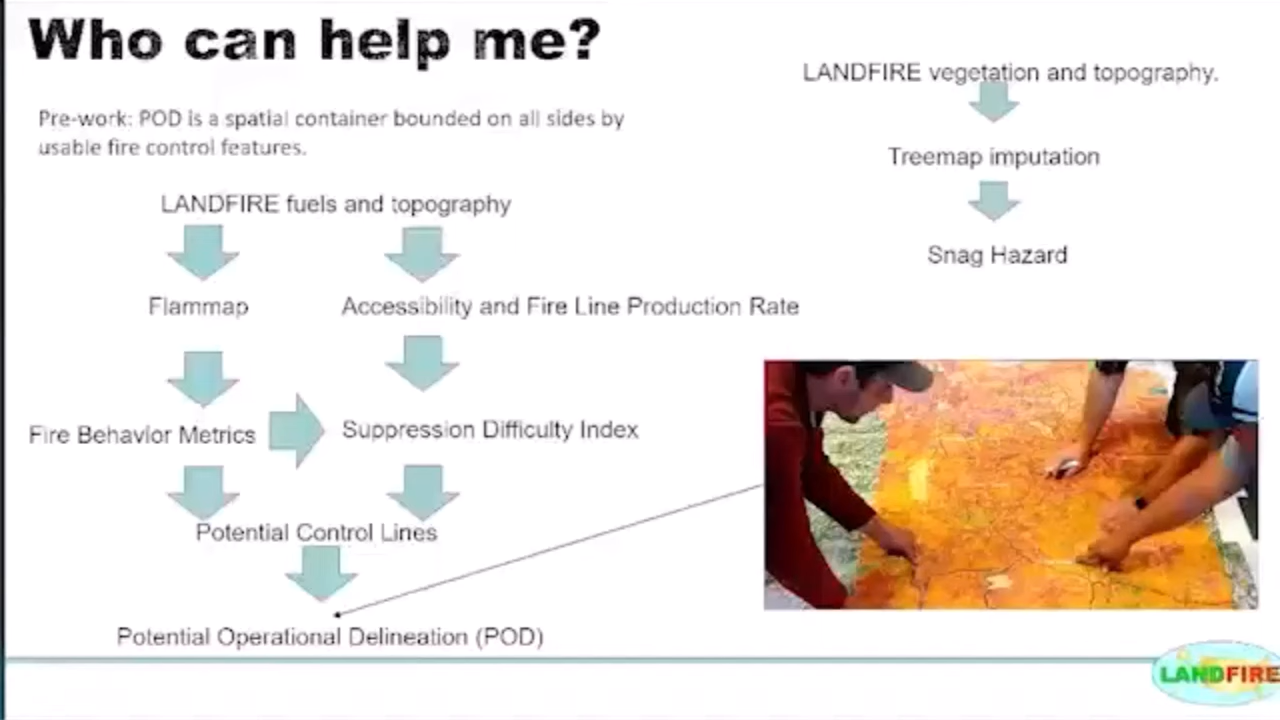 Who can help me?
LANDFIRE vegetation and topography.
Pre-work: POD is a spatial container bounded on all sides by
usable fire control features.
Treemap imputation
LANDFIRE fuels and topography
Snag Hazard
Flammap
Accessibility and Fire Line Production Rate
Fire Behavior Metrics
Suppression Difficulty Index
Potential Control Lines
Potential Operational Delineation (POD)
LANDFIRE